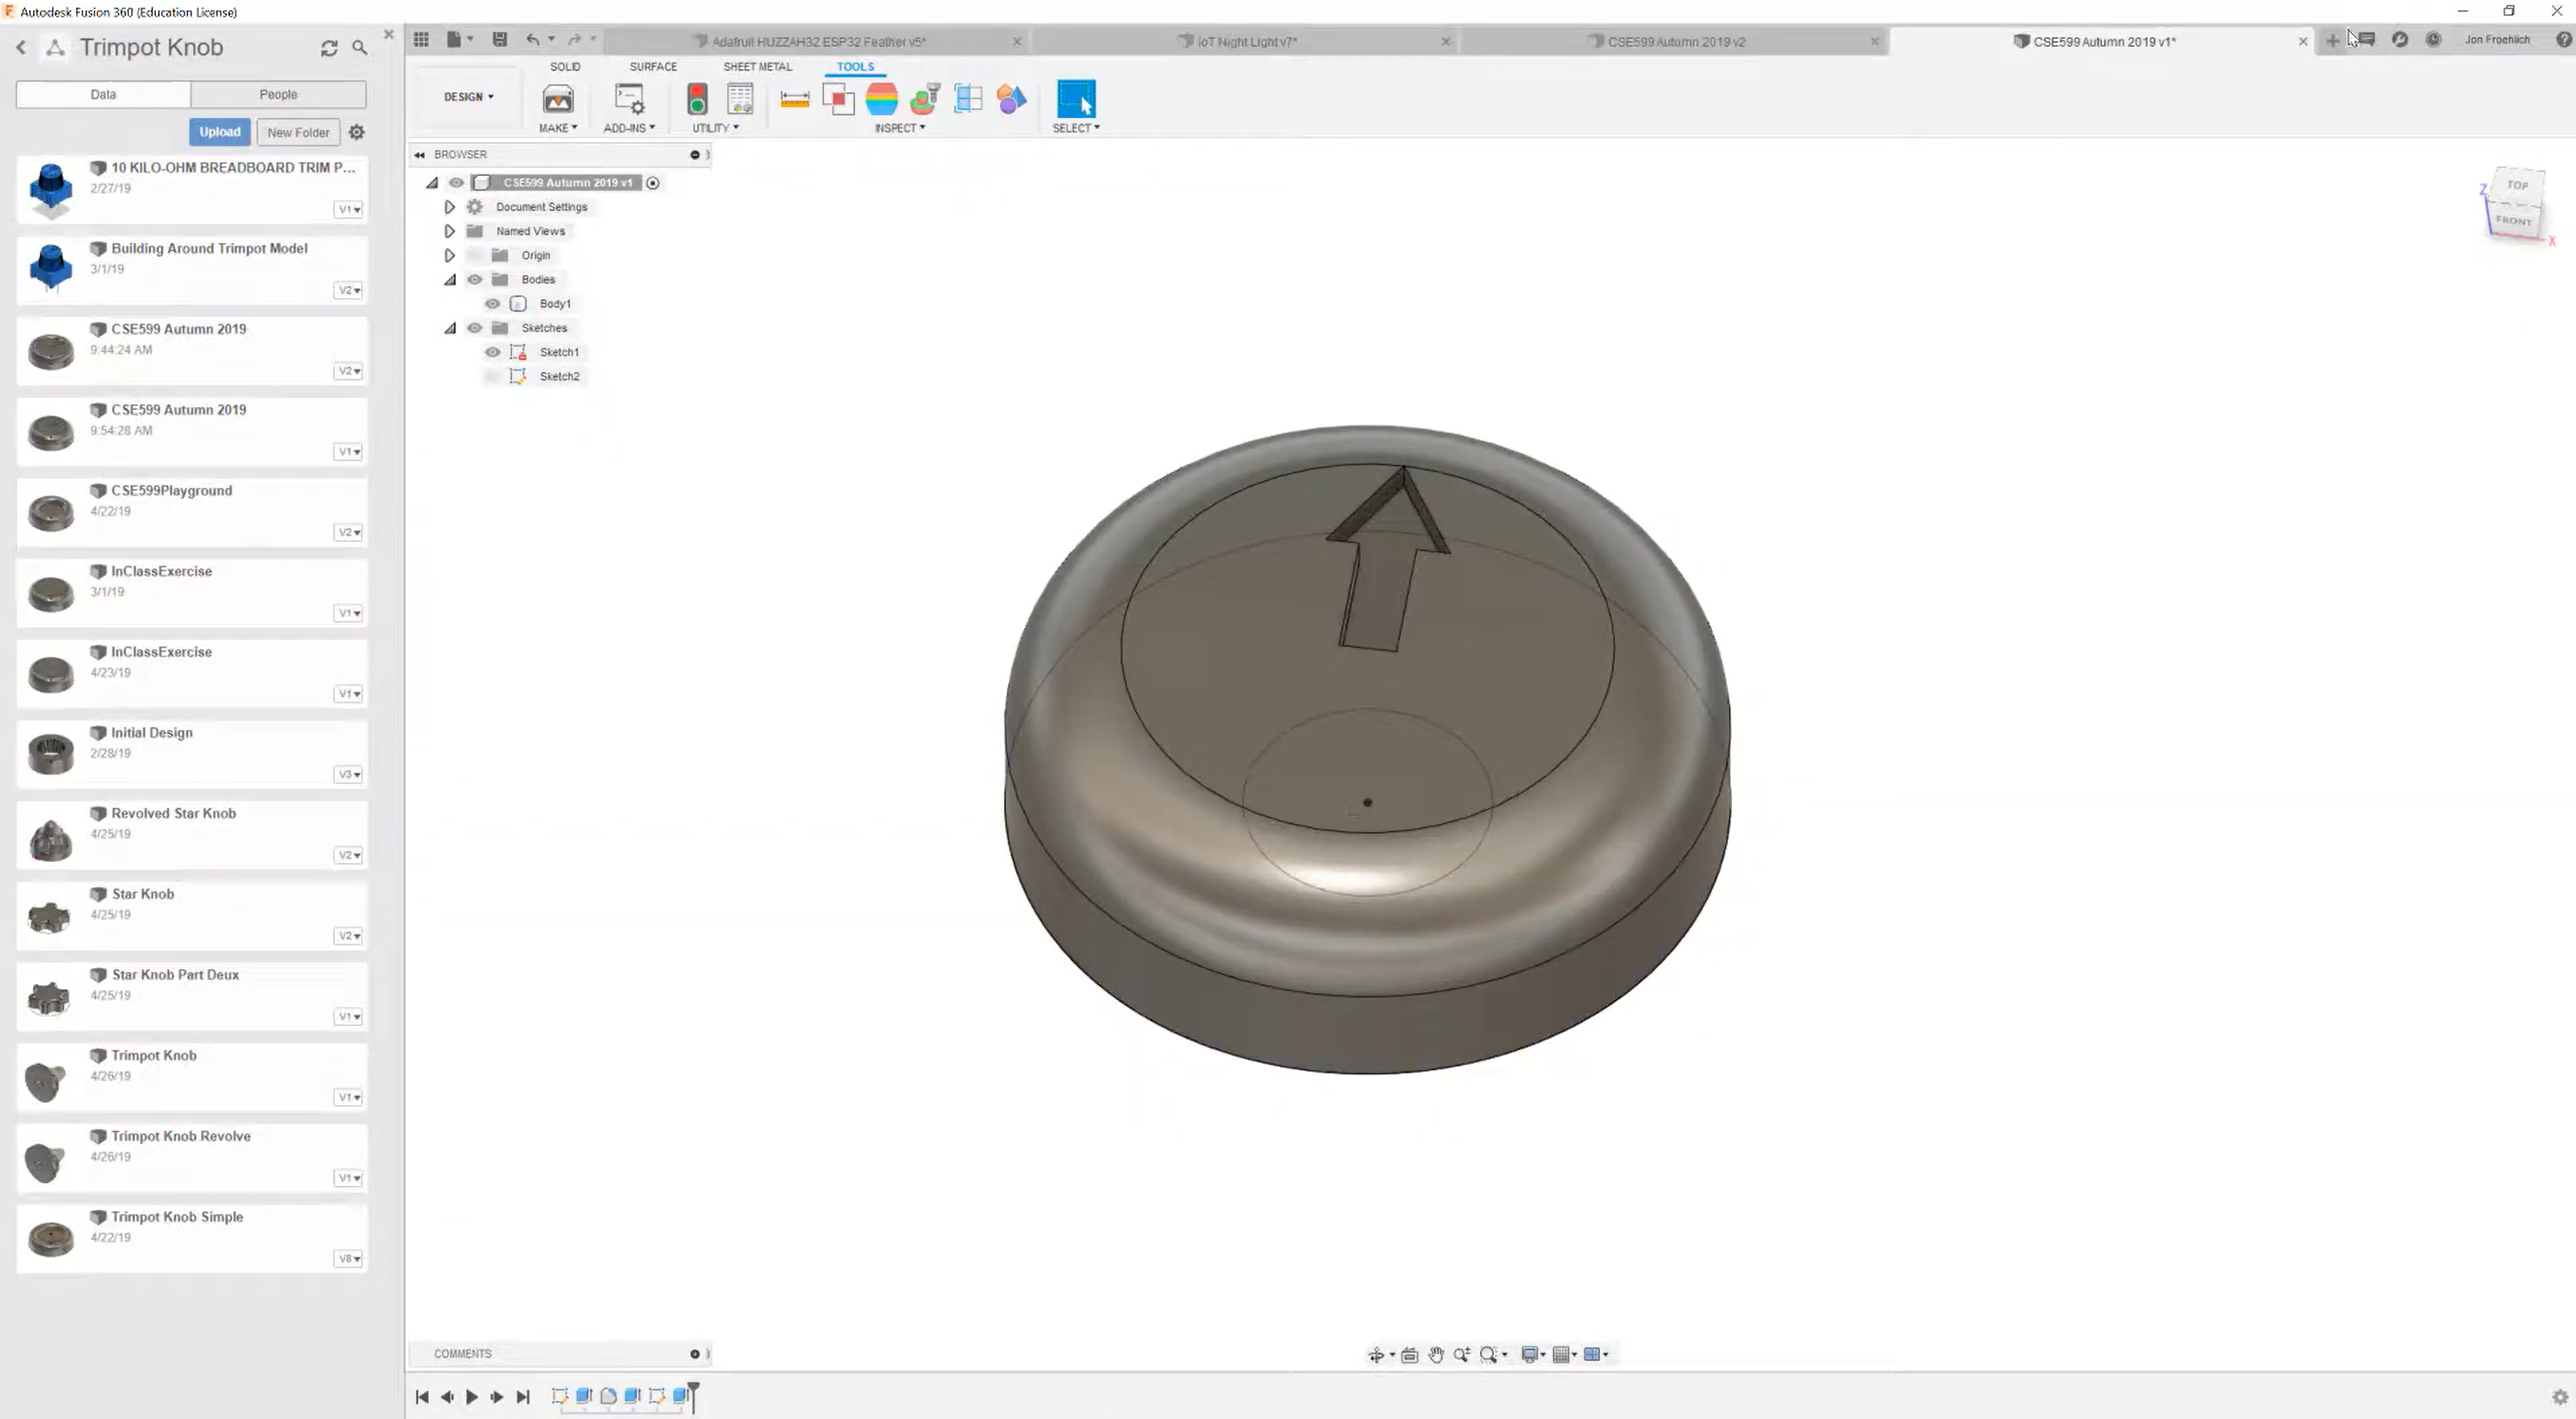 Autodesk Fusion 360 (Education License)
Trimpot Knob
Data
People
Upload
New Folder
10 KILO-OHM BREADBOARD TRIM P...
2/27/19
V1
Building Around Trimpot Model
3/1/19
V2
CSE599 Autumn 2019
9:44:24 AM
V2
CSE599 Autumn 2019
9:54:28 AM
V1
CSE599Playground
4/22/19
V2
InClassExercise
3/1/19
V1
InClassExercise
4/23/19
V1
Initial Design
2/28/19
V3
Revolved Star Knob
4/25/19
V2
Star Knob
4/25/19
V2
Star Knob Part Deux
4/25/19
V1
Trimpot Knob
4/26/19
V1
Trimpot Knob Revolve
4/26/19
V1
Trimpot Knob Simple
4/22/19
V8
Adafruit HUZZAH32 ESP32 Feather v5*
IoT Night Light v7*
CSE599 Autumn 2019 v2
CSE599 Autumn 2019 v1*
Jon Froehlich
SOLID
SURFACE
SHEET METAL
TOOLS
DESIGN
MAKE
ADD-INS
UTILITY
INSPECT
SELECT
BROWSER
CSE599 Autumn 2019 v1
Document Settings
Named Views
Origin
Bodies
Body1
Sketches
Sketch1
Sketch2
TOP
FRONT
Z
X
COMMENTS